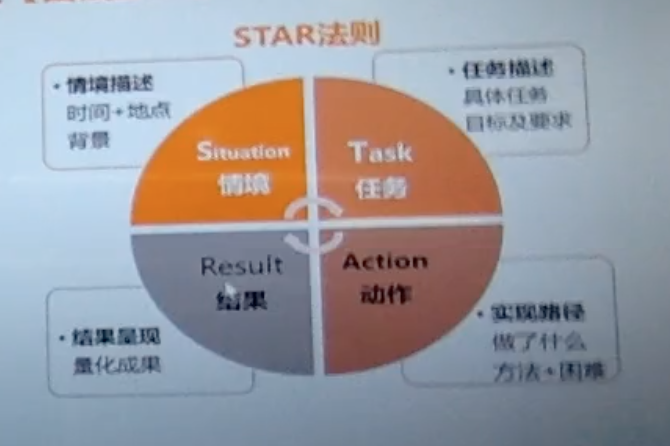 STAR法则
• 情境描述
时间+地点
背景
• 任务描述
具体任务
目标及要求
Situation
情境
Task
任务
Result
结果
Action
动作
• 结果呈现
量化成果
• 实现路径
做了什么
方法+困难